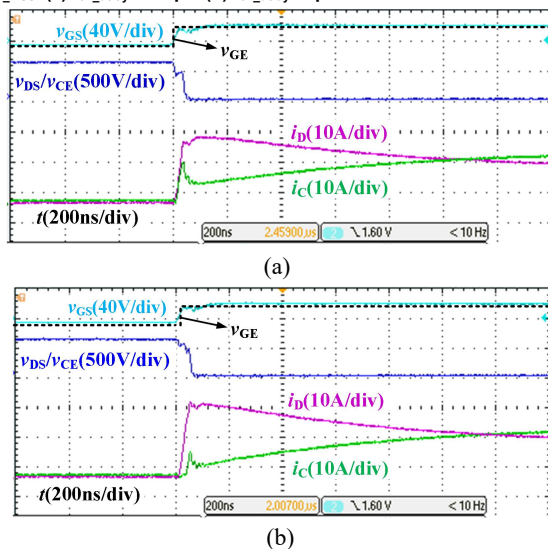 vGS(40V/div)
vGE
vDS/vCE(500V/div)
iD(10A/div)
iC(10A/div)
t(200ns/div)
200ns 2.45900μs 2 1.60 V < 10 Hz
(a)
vGS(40V/div)
vGE
vDS/vCE(500V/div)
iD(10A/div)
iC(10A/div)
t(200ns/div)
200ns 2.00700μs 2 1.60 V < 10 Hz
(b)